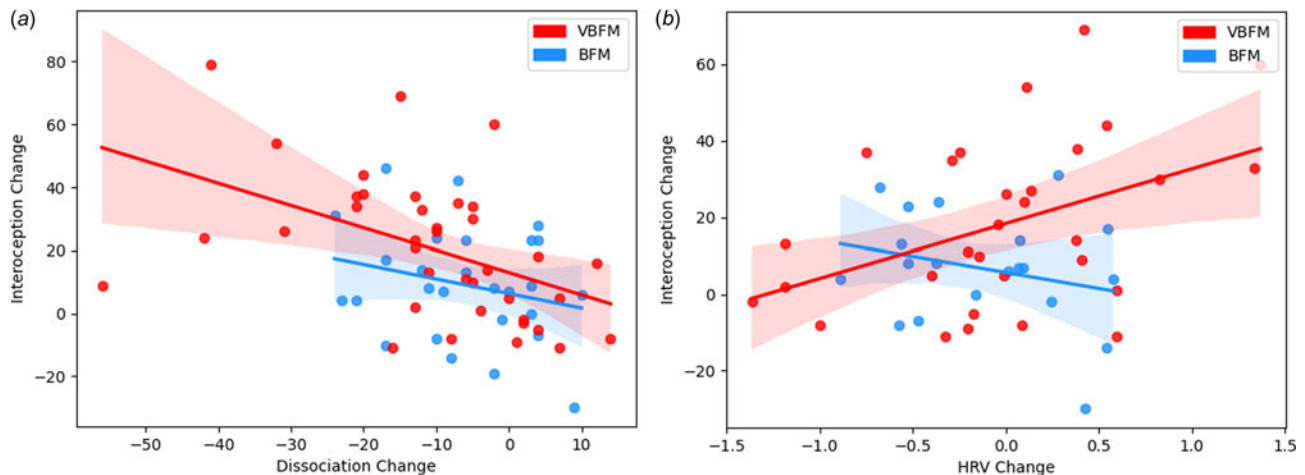 (a)
VBFM
BFM
Interoception Change
80
60
40
20
0
−20
−50
−40
−30
−20
−10
0
10
Dissociation Change
(b)
VBFM
BFM
Interoception Change
60
40
20
0
−20
−1.5
−1.0
−0.5
0.0
0.5
1.0
1.5
HRV Change